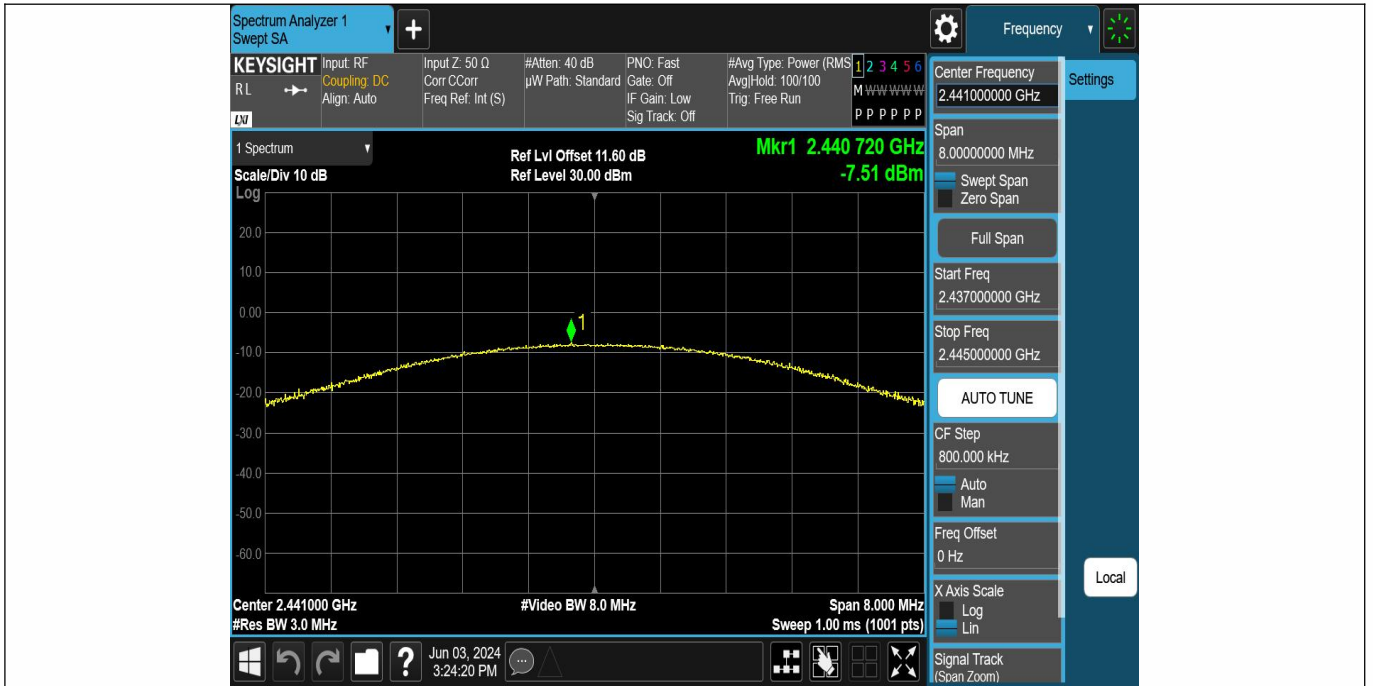 Spectrum Analyzer 1
Swept SA
+
Frequency
KEYSIGHT
RL
LXI
Input: RF
Coupling: DC
Align: Auto
Input Z: 50 Ω
Corr CCorr
Freq Ref: Int (S)
#Atten: 40 dB
µW Path: Standard
PNO: Fast
Gate: Off
IF Gain: Low
Sig Track: Off
#Avg Type: Power (RMS
Avg|Hold: 100/100
Trig: Free Run
1 2 3 4 5 6
M W W W W W
P P P P P P
1 Spectrum
Scale/Div 10 dB
Ref Lvl Offset 11.60 dB
Ref Level 30.00 dBm
Mkr1 2.440 720 GHz
-7.51 dBm
Log
20.0
10.0
0.00
-10.0
-20.0
-30.0
-40.0
-50.0
-60.0
1
Center 2.441000 GHz
#Res BW 3.0 MHz
#Video BW 8.0 MHz
Span 8.000 MHz
Sweep 1.00 ms (1001 pts)
?
Jun 03, 2024
3:24:20 PM
Center Frequency
2.441000000 GHz
Settings
Span
8.00000000 MHz
Swept Span
Zero Span
Full Span
Start Freq
2.437000000 GHz
Stop Freq
2.445000000 GHz
AUTO TUNE
CF Step
800.000 kHz
Auto
Man
Freq Offset
0 Hz
X Axis Scale
Log
Lin
Local
Signal Track
(Span Zoom)